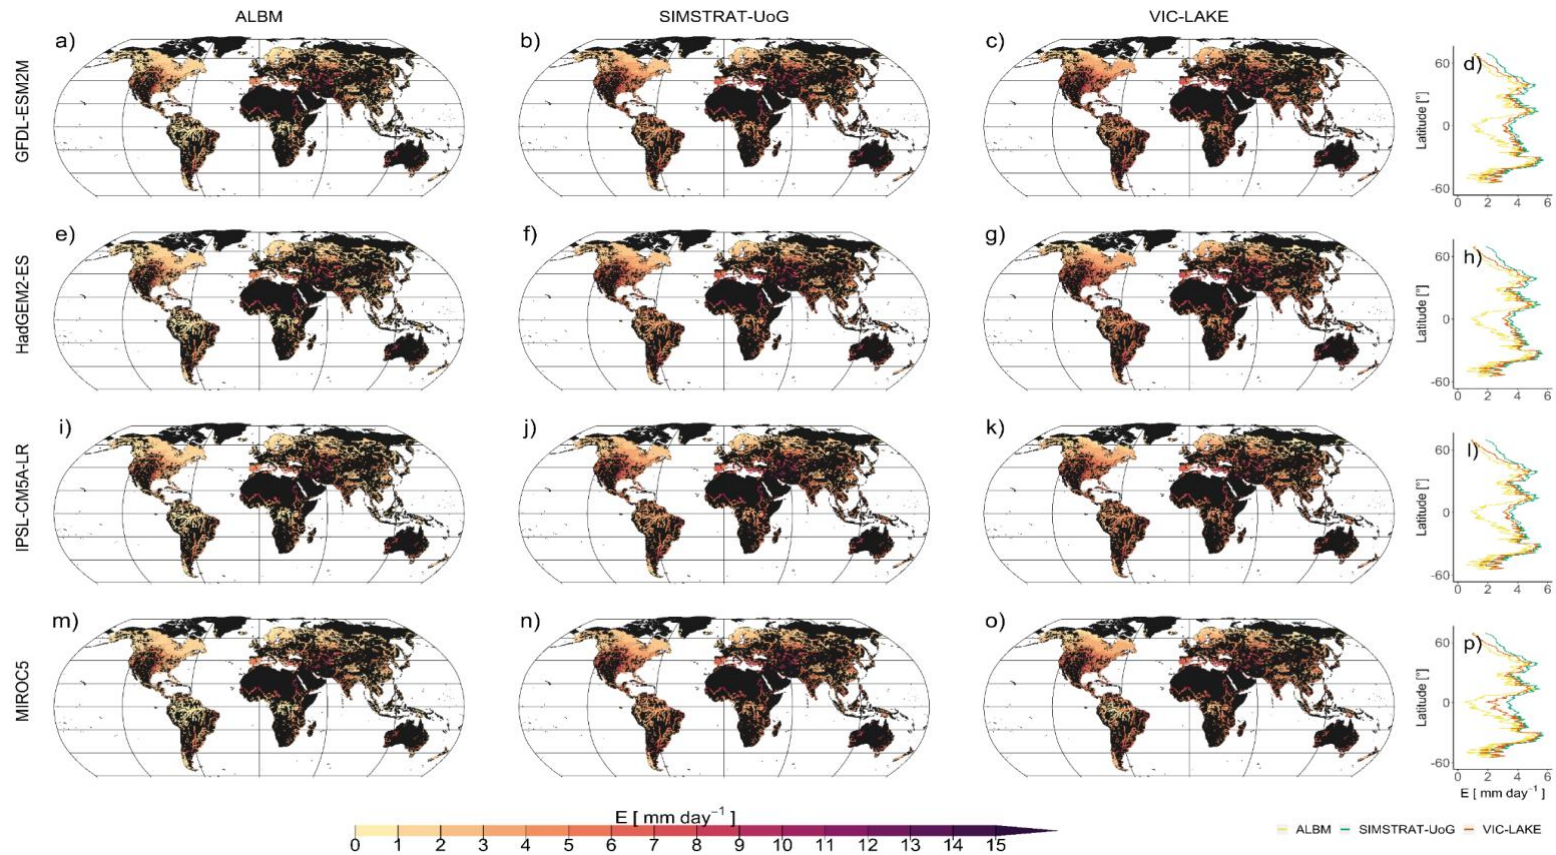 ALBM SIMSTRAT-UoG VIC-LAKE
GFDL-ESM2M
a) b) c) d)
Latitude [°]
60
0
-60
0 2 4 6
HadGEM2-ES
e) f) g) h)
Latitude [°]
60
0
-60
0 2 4 6
IPSL-CM5A-LR
i) j) k) l)
Latitude [°]
60
0
-60
0 2 4 6
MIROC5
m) n) o) p)
Latitude [°]
60
0
-60
0 2 4 6
E [ mm day⁻¹ ]
E [ mm day⁻¹ ]
0 1 2 3 4 5 6 7 8 9 10 11 12 13 14 15
ALBM SIMSTRAT-UoG VIC-LAKE